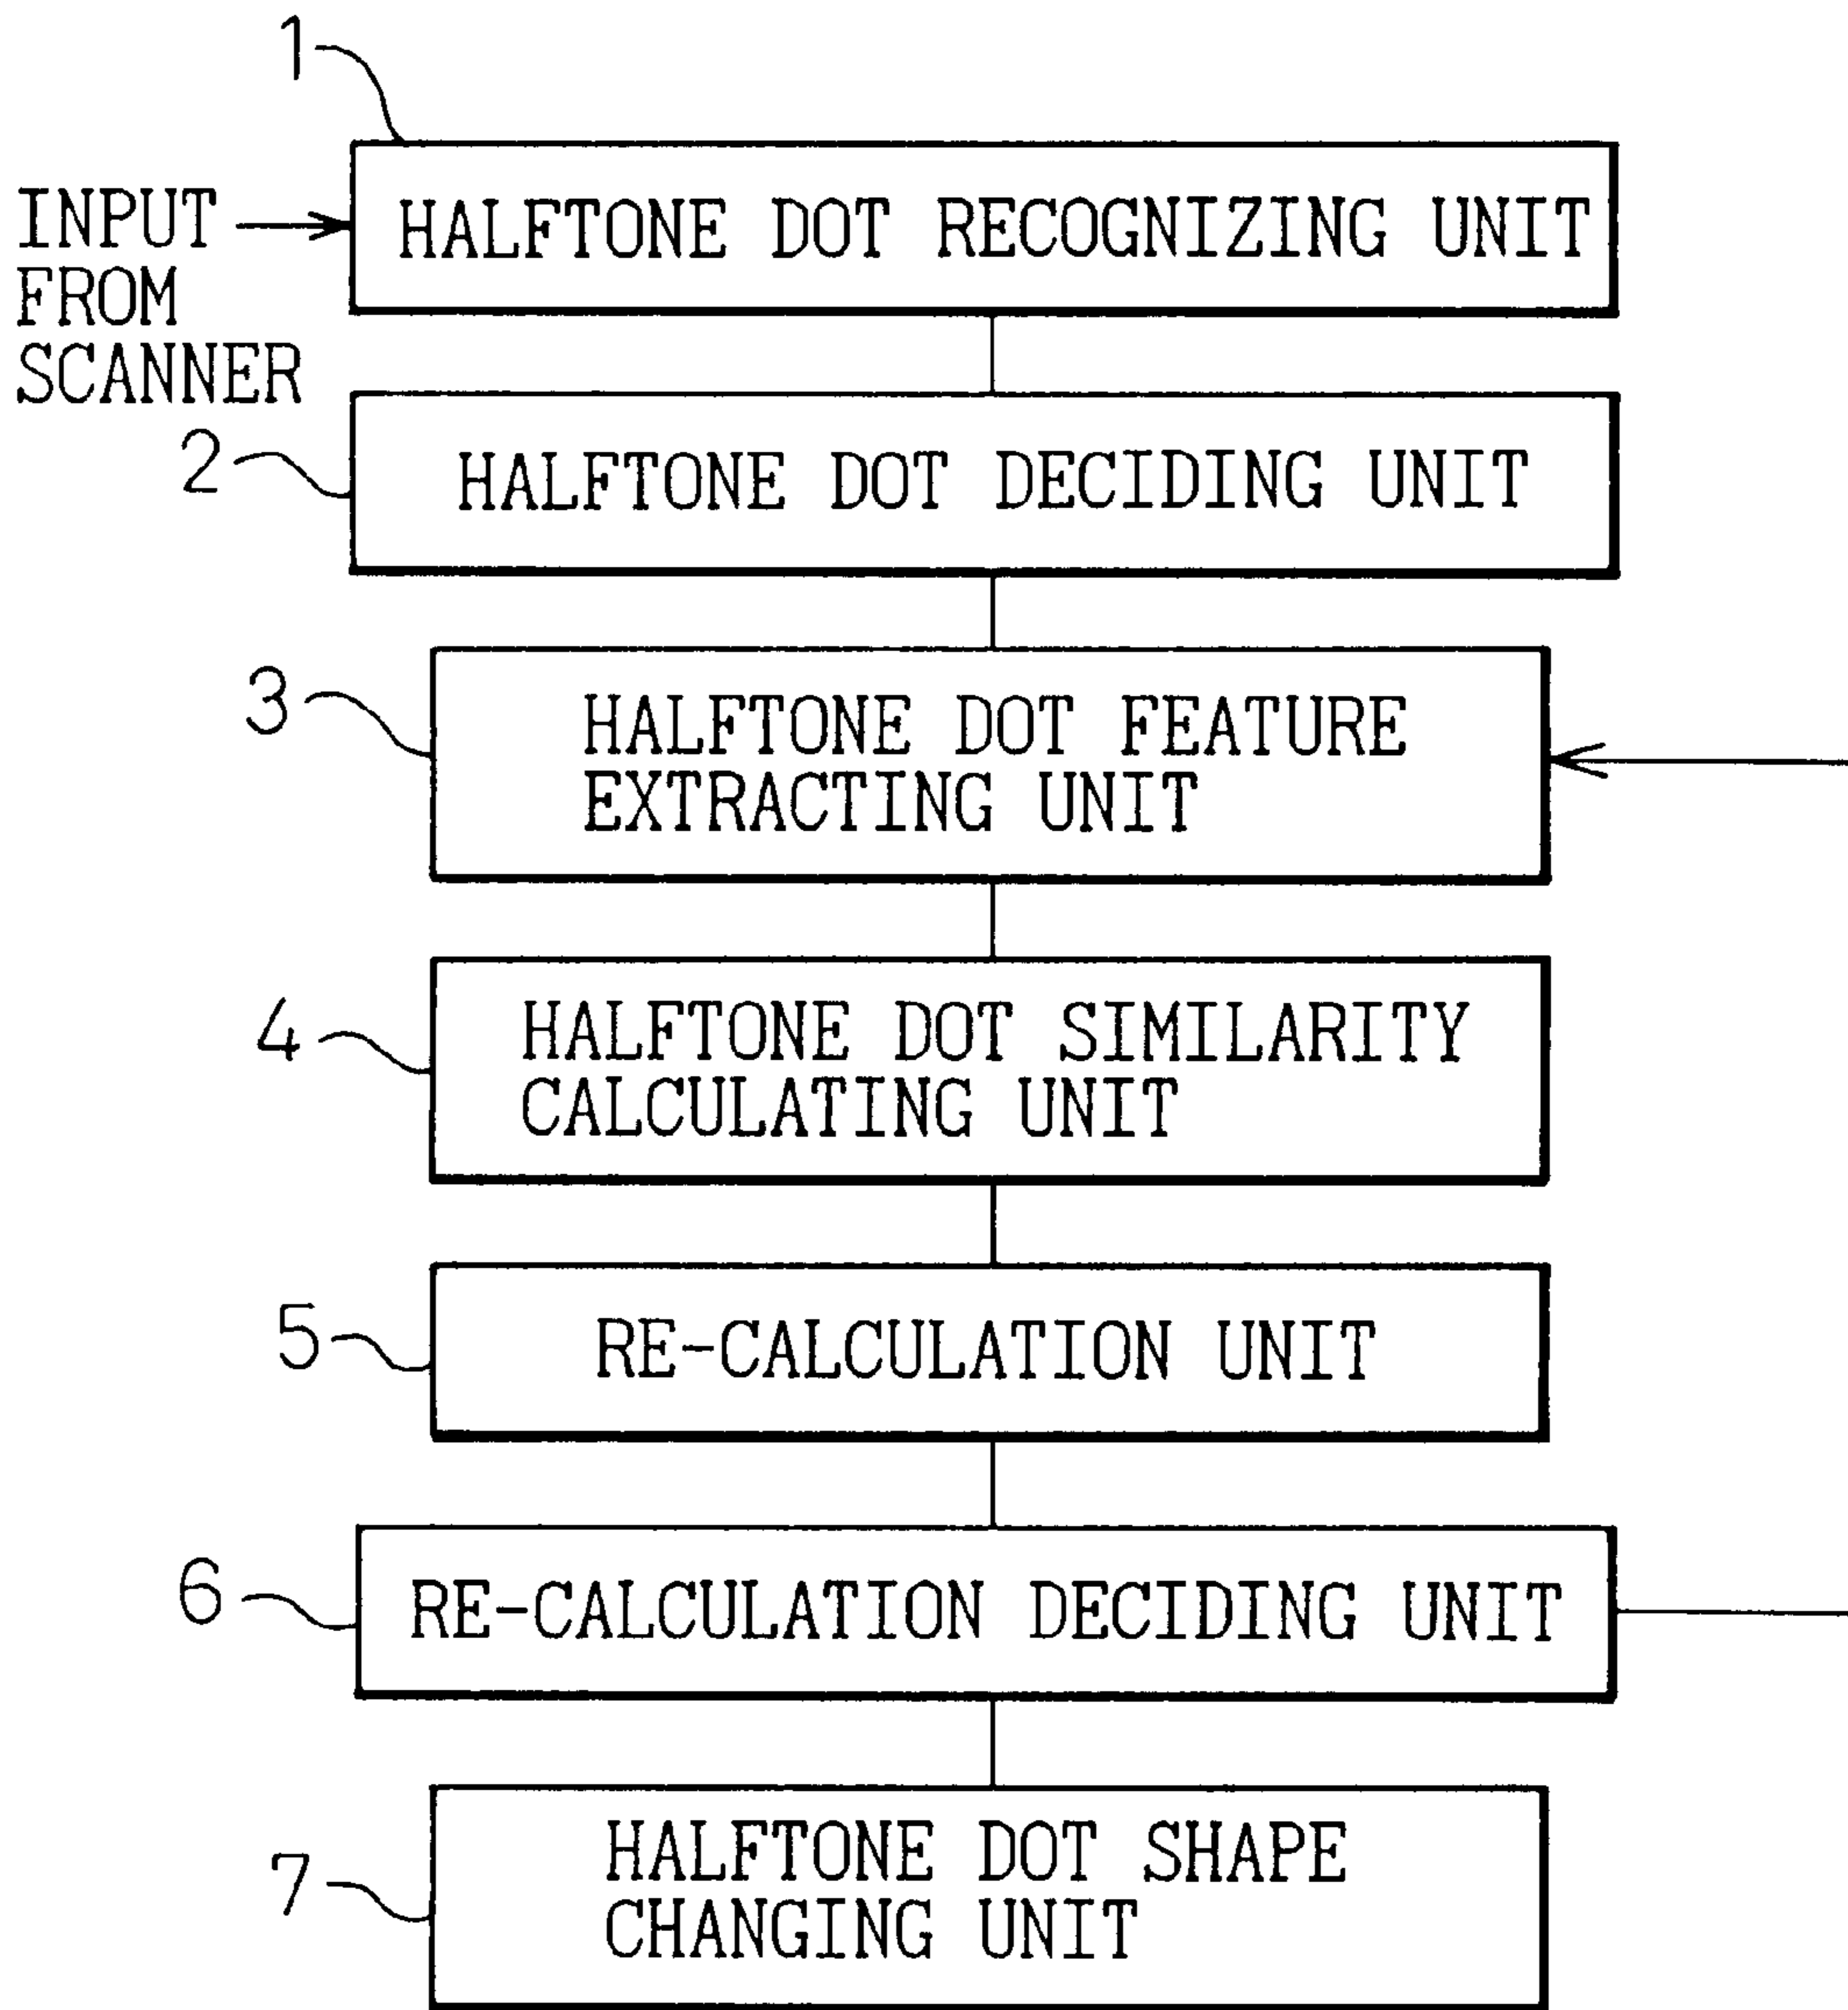 1
INPUT
FROM
SCANNER
HALFTONE DOT RECOGNIZING UNIT
2
HALFTONE DOT DECIDING UNIT
3
HALFTONE DOT FEATURE
EXTRACTING UNIT
4
HALFTONE DOT SIMILARITY
CALCULATING UNIT
5
RE-CALCULATION UNIT
6
RE-CALCULATION DECIDING UNIT
7
HALFTONE DOT SHAPE
CHANGING UNIT